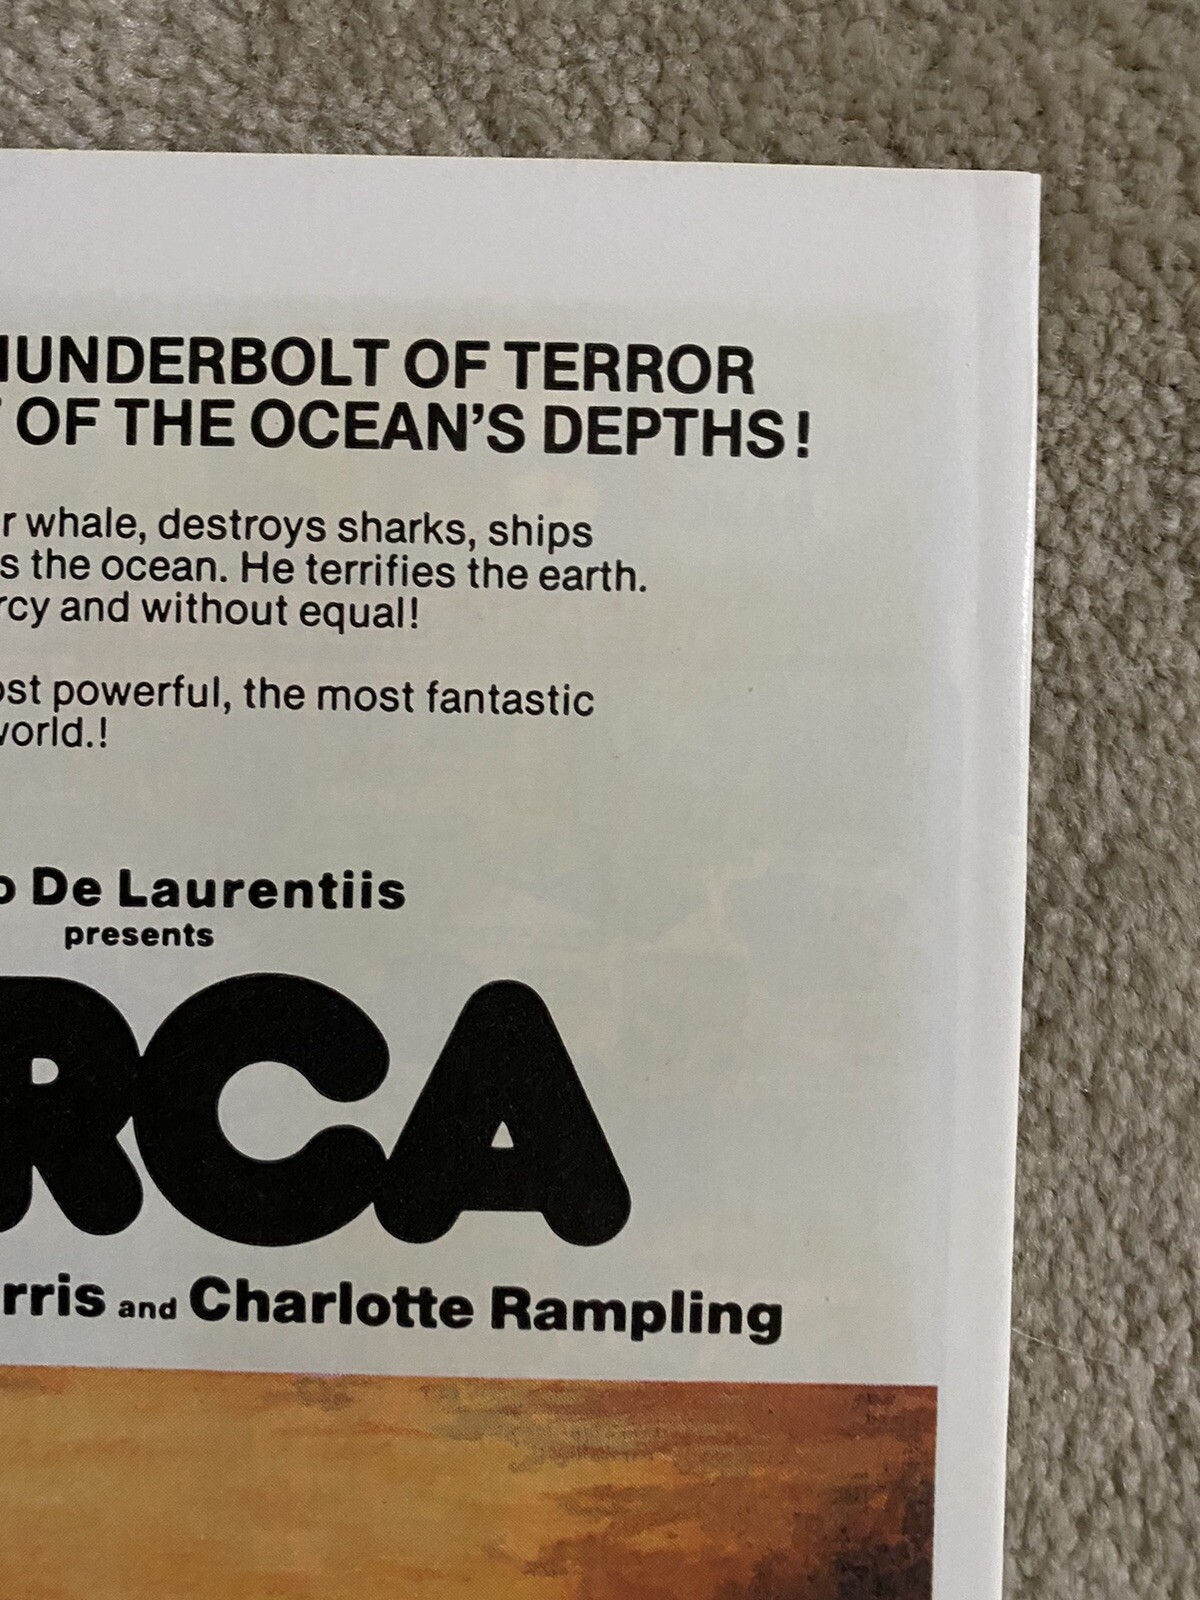 HUNDERBOLT OF TERROR
OF THE OCEAN'S DEPTHS!
r whale, destroys sharks, ships
s the ocean. He terrifies the earth.
rcy and without equal!
ost powerful, the most fantastic
world.!
o De Laurentiis
presents
RCA
rris and Charlotte Rampling